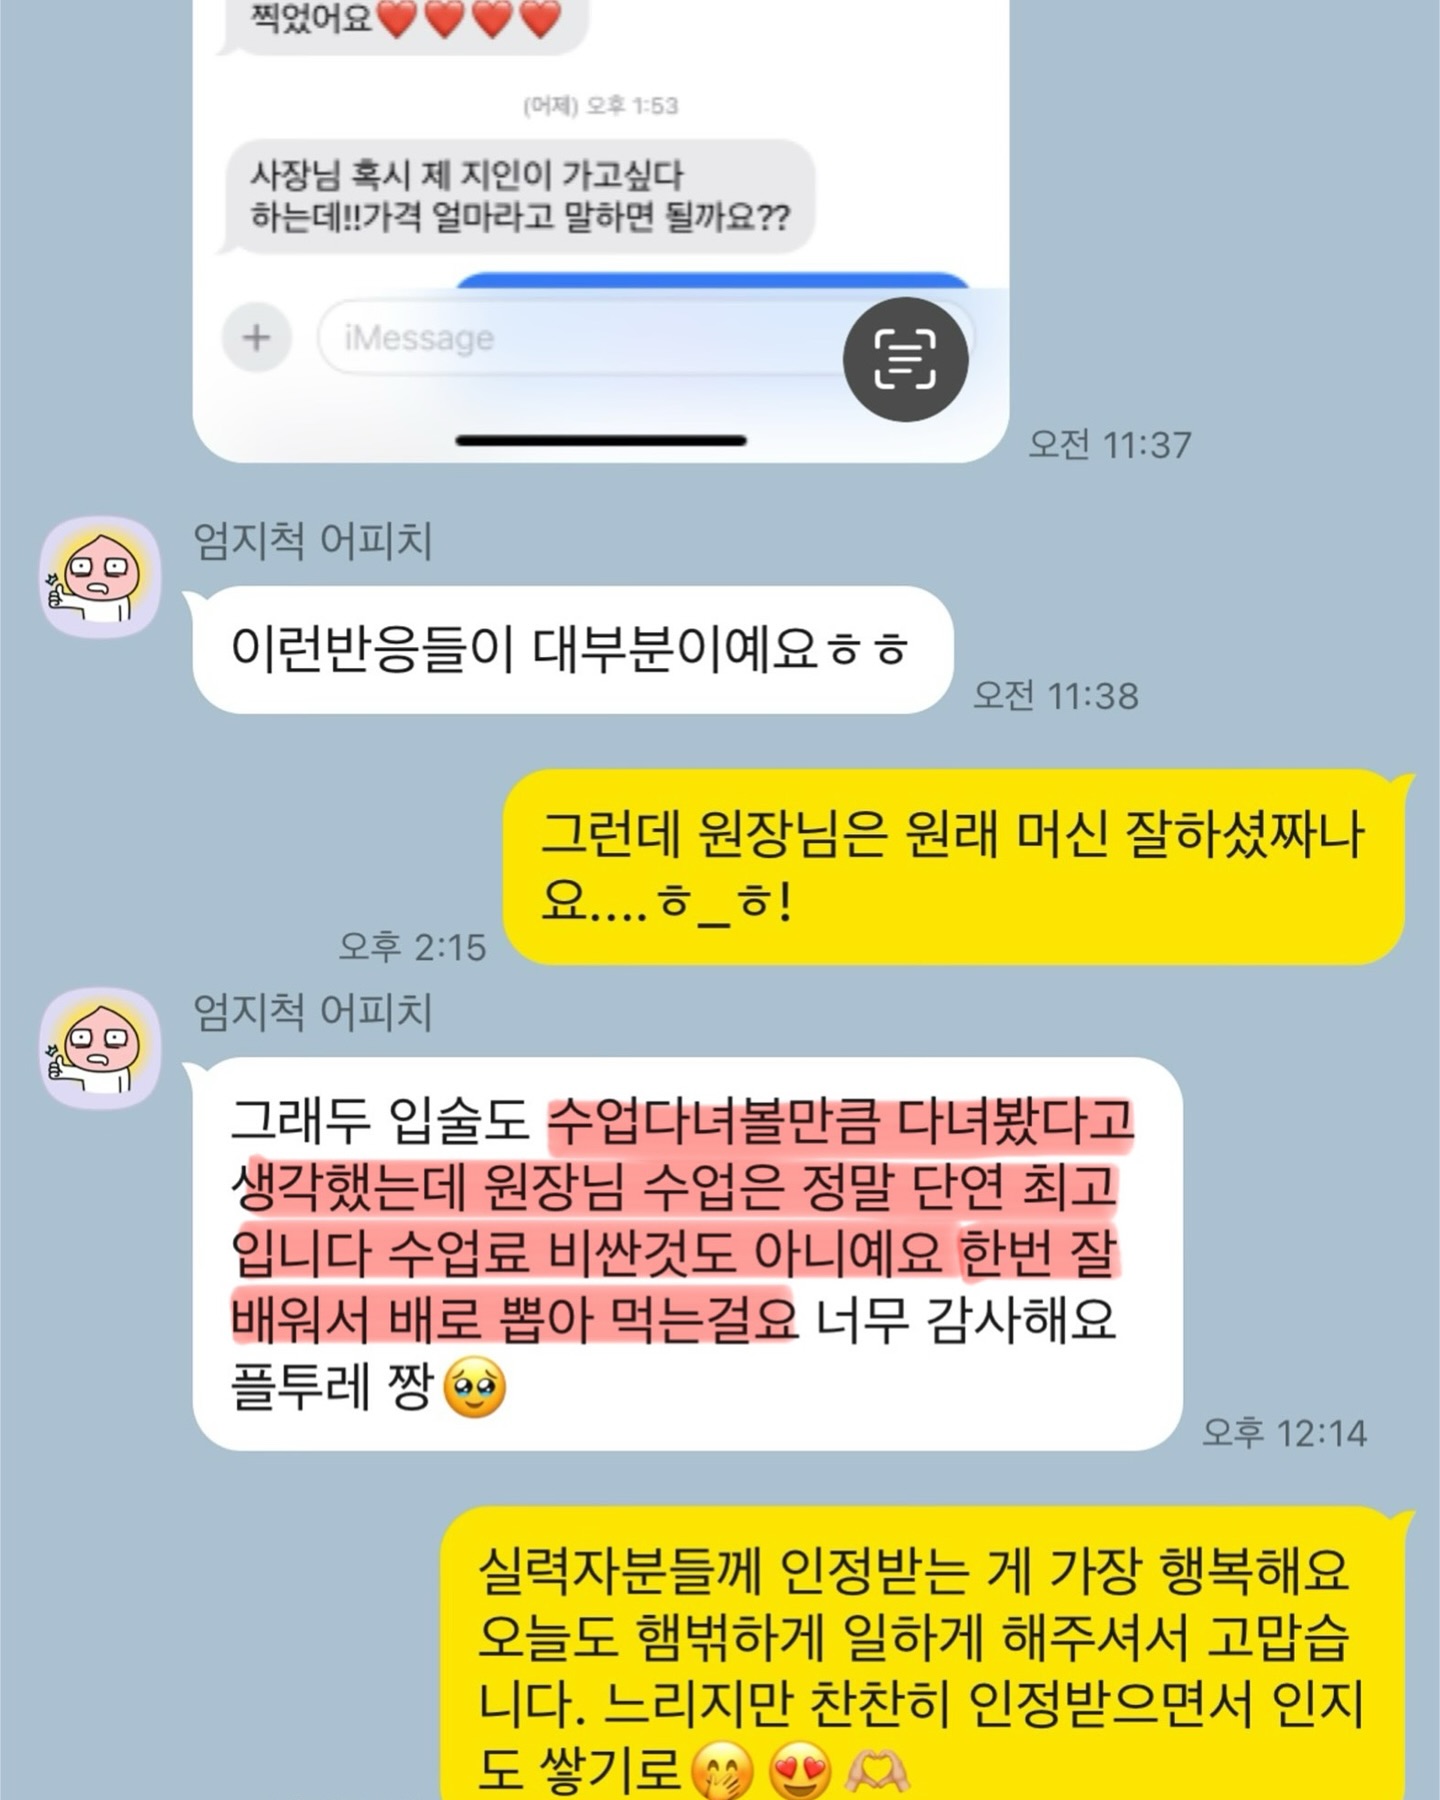 찍었어요❤️❤️❤️❤️
(어제) 오후 1:53
사장님 혹시 제 지인이 가고싶다
하는데!!가격 얼마라고 말하면 될까요??
iMessage
오전 11:37
엄지척 어피치
이런반응들이 대부분이예요ㅎㅎ
오전 11:38
그런데 원장님은 원래 머신 잘하셨짜나
요....ㅎ_ㅎ!
오후 2:15
엄지척 어피치
그래두 입술도 수업다녀볼만큼 다녀봤다고
생각했는데 원장님 수업은 정말 단연 최고
입니다 수업료 비싼것도 아니예요 한번 잘
배워서 배로 뽑아 먹는걸요 너무 감사해요
플투레 짱🥹
오후 12:14
실력자분들께 인정받는 게 가장 행복해요
오늘도 햄벆하게 일하게 해주셔서 고맙습
니다. 느리지만 찬찬히 인정받으면서 인지
도 쌓기로🤭😍🫶🏼